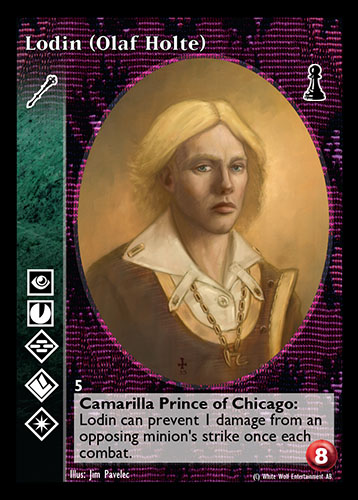 Lodin (Olaf Holte)
5
Camarilla Prince of Chicago:
Lodin can prevent 1 damage from an
opposing minion's strike once each
combat.
8
Illus: Jim Pavelec
(C) White Wolf Entertainment AB.